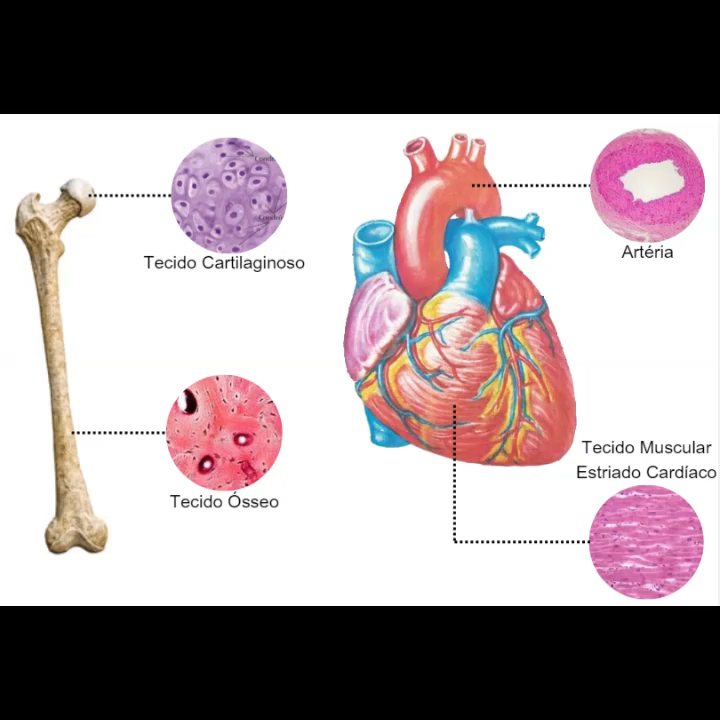 Tecido Cartilaginoso
Artéria
Tecido Muscular
Estriado Cardíaco
Tecido Ósseo